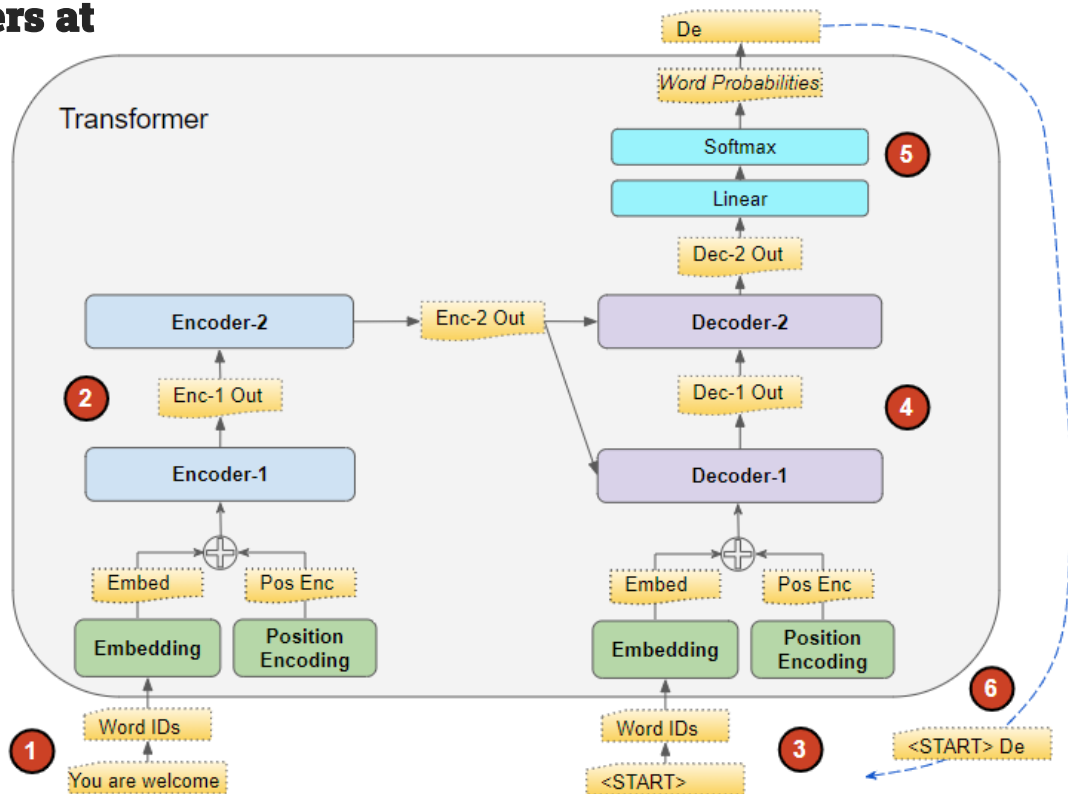 ers at
De
Word Probabilities
Transformer
Softmax
5
Linear
Dec-2 Out
Encoder-2
Enc-2 Out
Decoder-2
2
Enc-1 Out
Dec-1 Out
4
Encoder-1
Decoder-1
Embed
Pos Enc
Embed
Pos Enc
Embedding
Position
Encoding
Embedding
Position
Encoding
6
1
Word IDs
Word IDs
3
<START> De
You are welcome
<START>